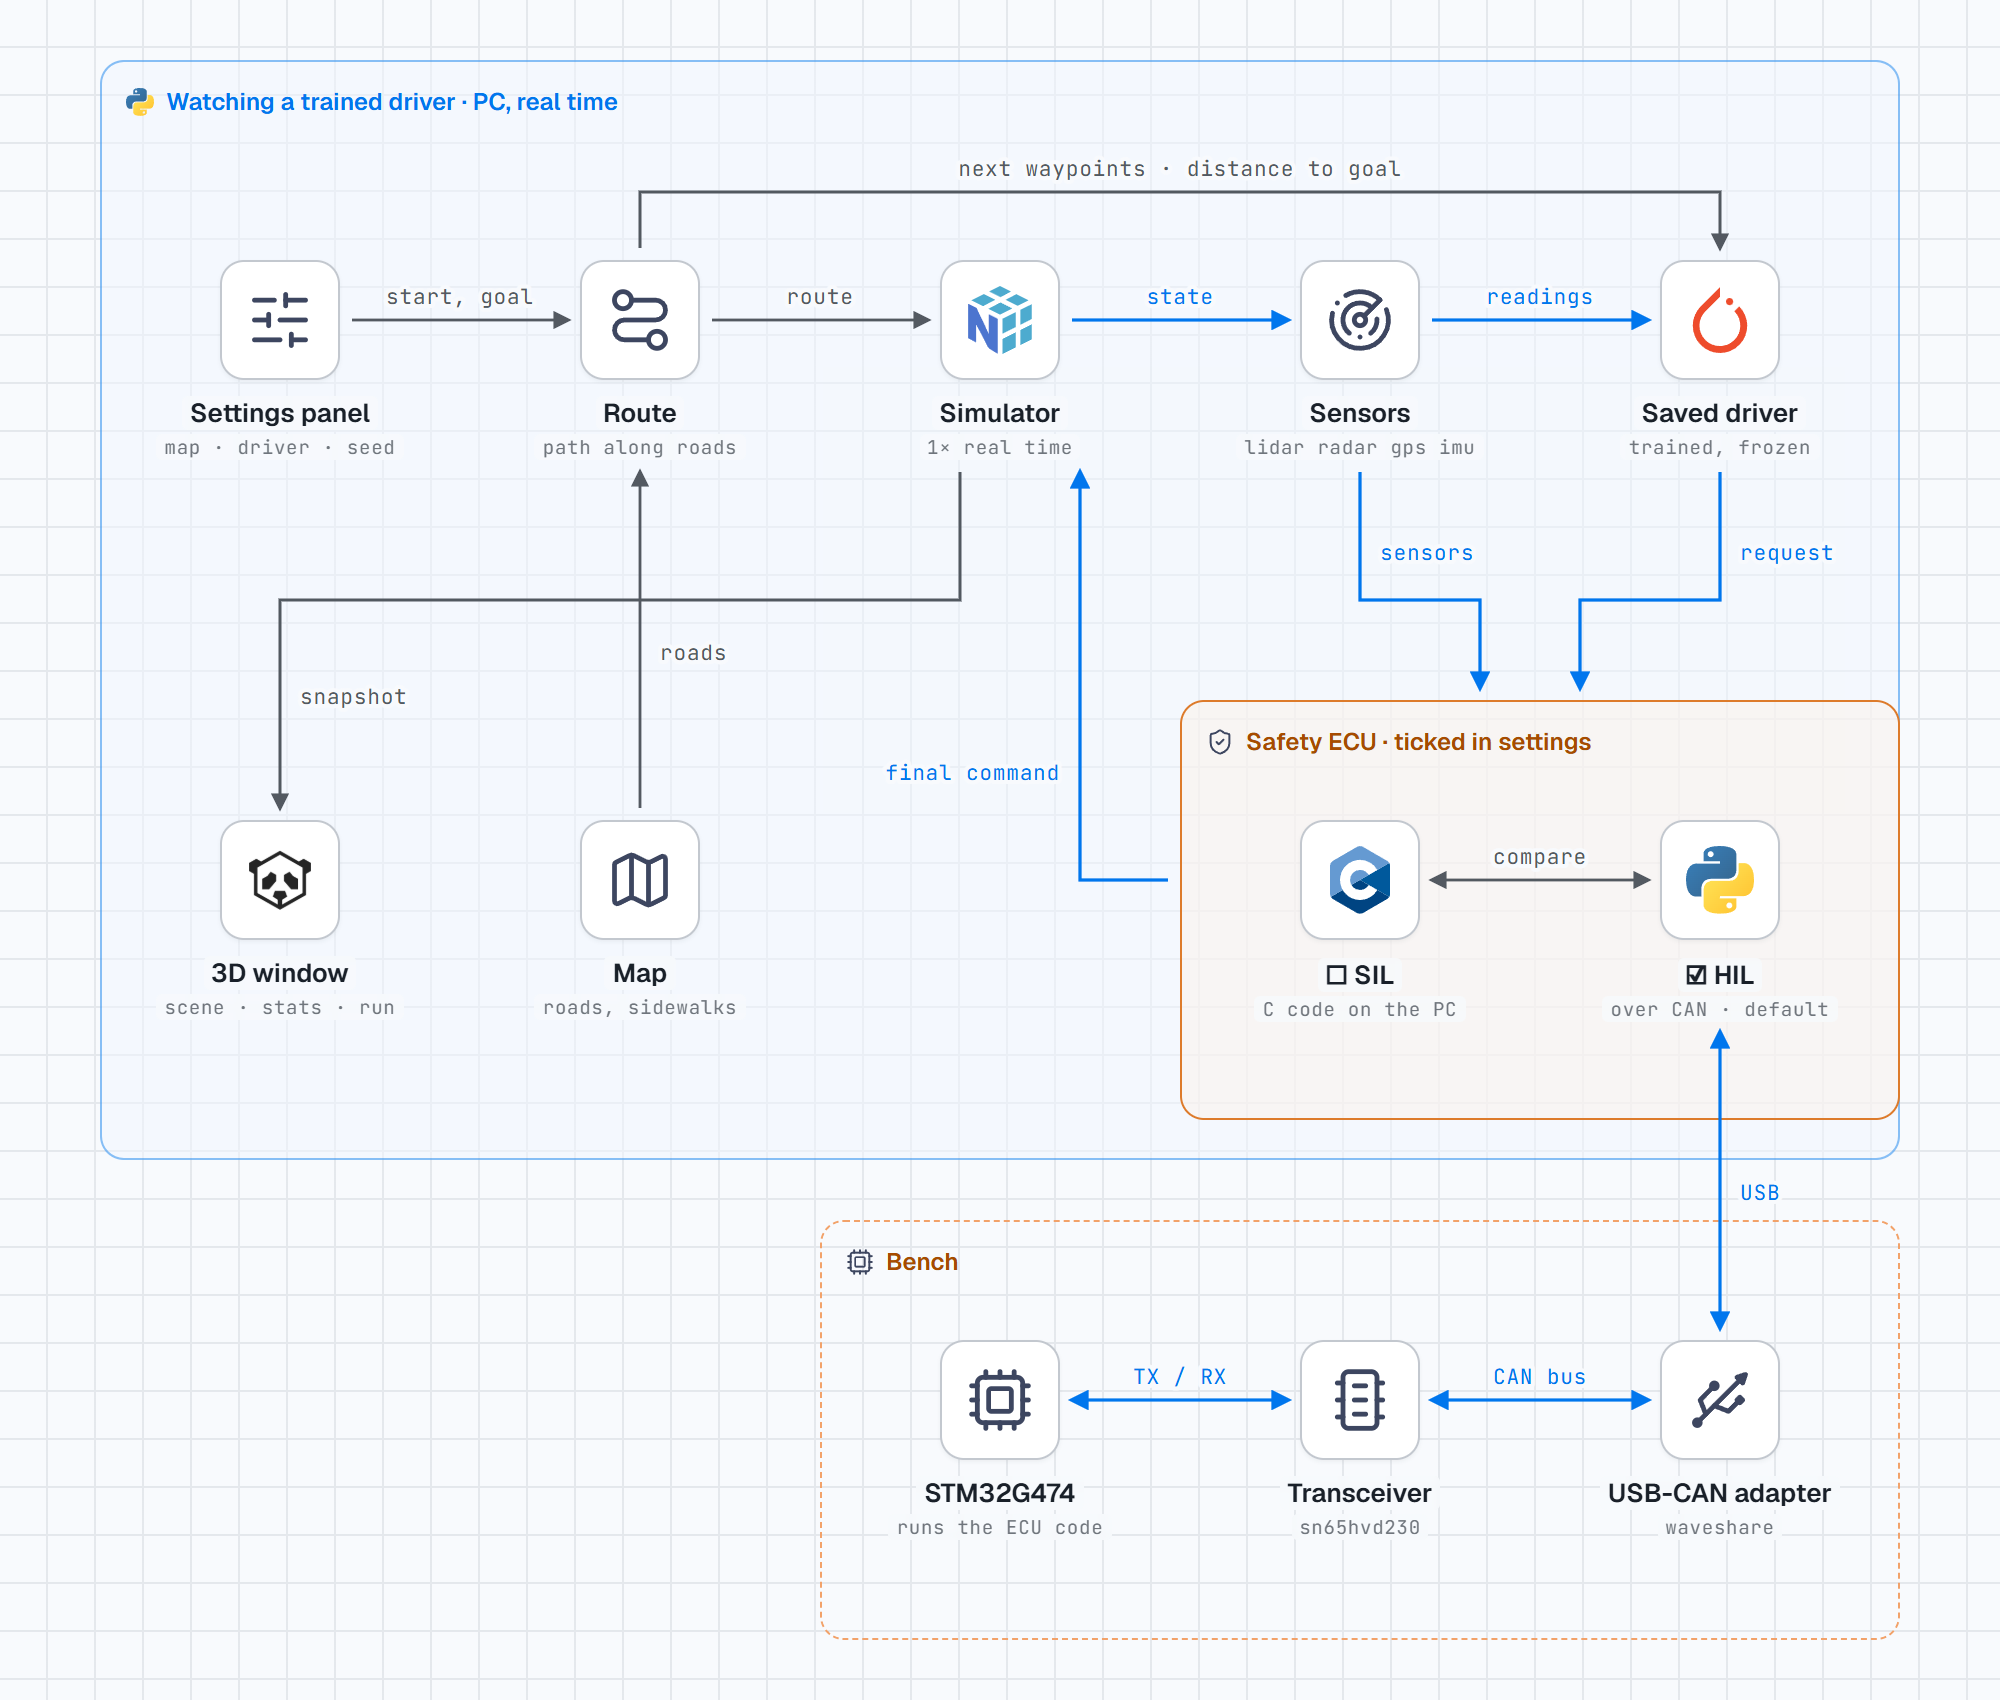 Watching a trained driver · PC, real time
next waypoints · distance to goal
start, goal
route
state
readings
Settings panel
map · driver · seed
Route
path along roads
Simulator
1× real time
Sensors
lidar radar gps imu
Saved driver
trained, frozen
sensors
request
roads
snapshot
Safety ECU · ticked in settings
final command
compare
3D window
scene · stats · run
Map
roads, sidewalks
☐ SIL
C code on the PC
☑ HIL
over CAN · default
USB
Bench
TX / RX
CAN bus
STM32G474
runs the ECU code
Transceiver
sn65hvd230
USB-CAN adapter
waveshare